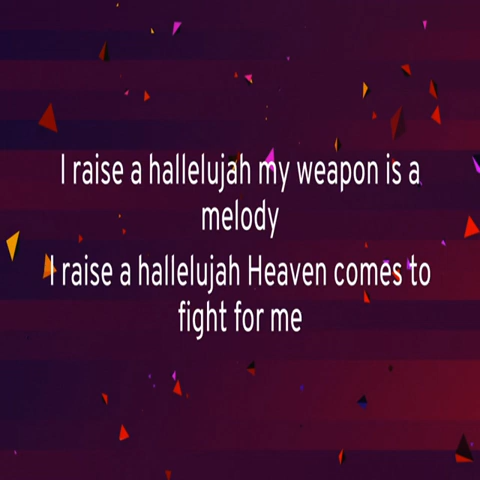 I raise a hallelujah my weapon is a
melody
I raise a hallelujah Heaven comes to
fight for me